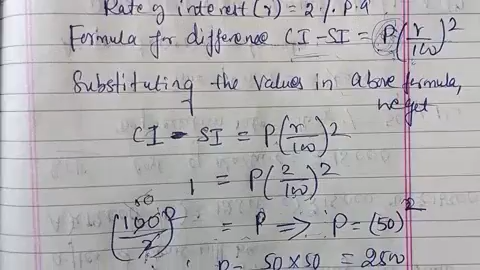 Rate of interest (r) = 2%. P.a
Formula for difference CI - SI = P(r/100)^2
Substituting the values in above formula,
we get
CI - SI = P(r/100)^2
1 = P(2/100)^2
(100/2)^2 = P => P = (50)^2
50 × 50 = 2500